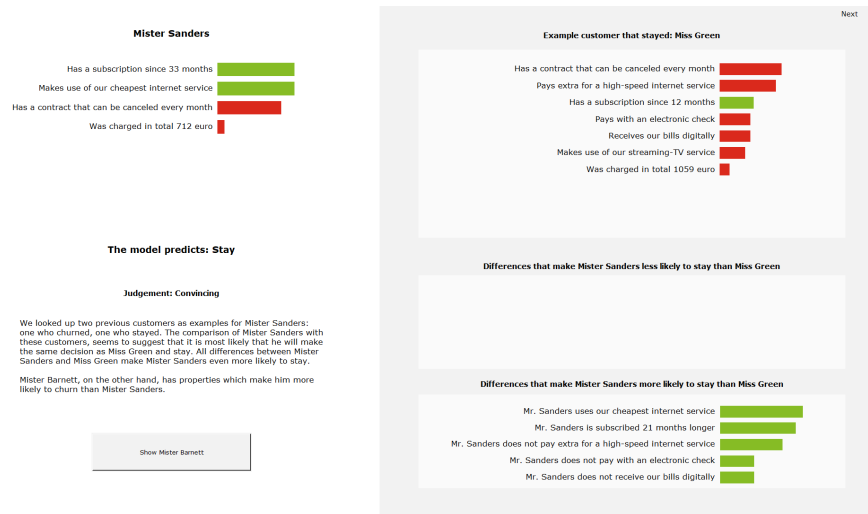 Next
Mister Sanders
Has a subscription since 33 months
Makes use of our cheapest internet service
Has a contract that can be canceled every month
Was charged in total 712 euro
The model predicts: Stay
Judgement: Convincing
We looked up two previous customers as examples for Mister Sanders:
one who churned, one who stayed. The comparison of Mister Sanders with
these customers, seems to suggest that it is most likely that he will make
the same decision as Miss Green and stay. All differences between Mister
Sanders and Miss Green make Mister Sanders even more likely to stay.
Mister Barnett, on the other hand, has properties which make him more
likely to churn than Mister Sanders.
Show Mister Barnett
Example customer that stayed: Miss Green
Has a contract that can be canceled every month
Pays extra for a high-speed internet service
Has a subscription since 12 months
Pays with an electronic check
Receives our bills digitally
Makes use of our streaming-TV service
Was charged in total 1059 euro
Differences that make Mister Sanders less likely to stay than Miss Green
Differences that make Mister Sanders more likely to stay than Miss Green
Mr. Sanders uses our cheapest internet service
Mr. Sanders is subscribed 21 months longer
Mr. Sanders does not pay extra for a high-speed internet service
Mr. Sanders does not pay with an electronic check
Mr. Sanders does not receive our bills digitally